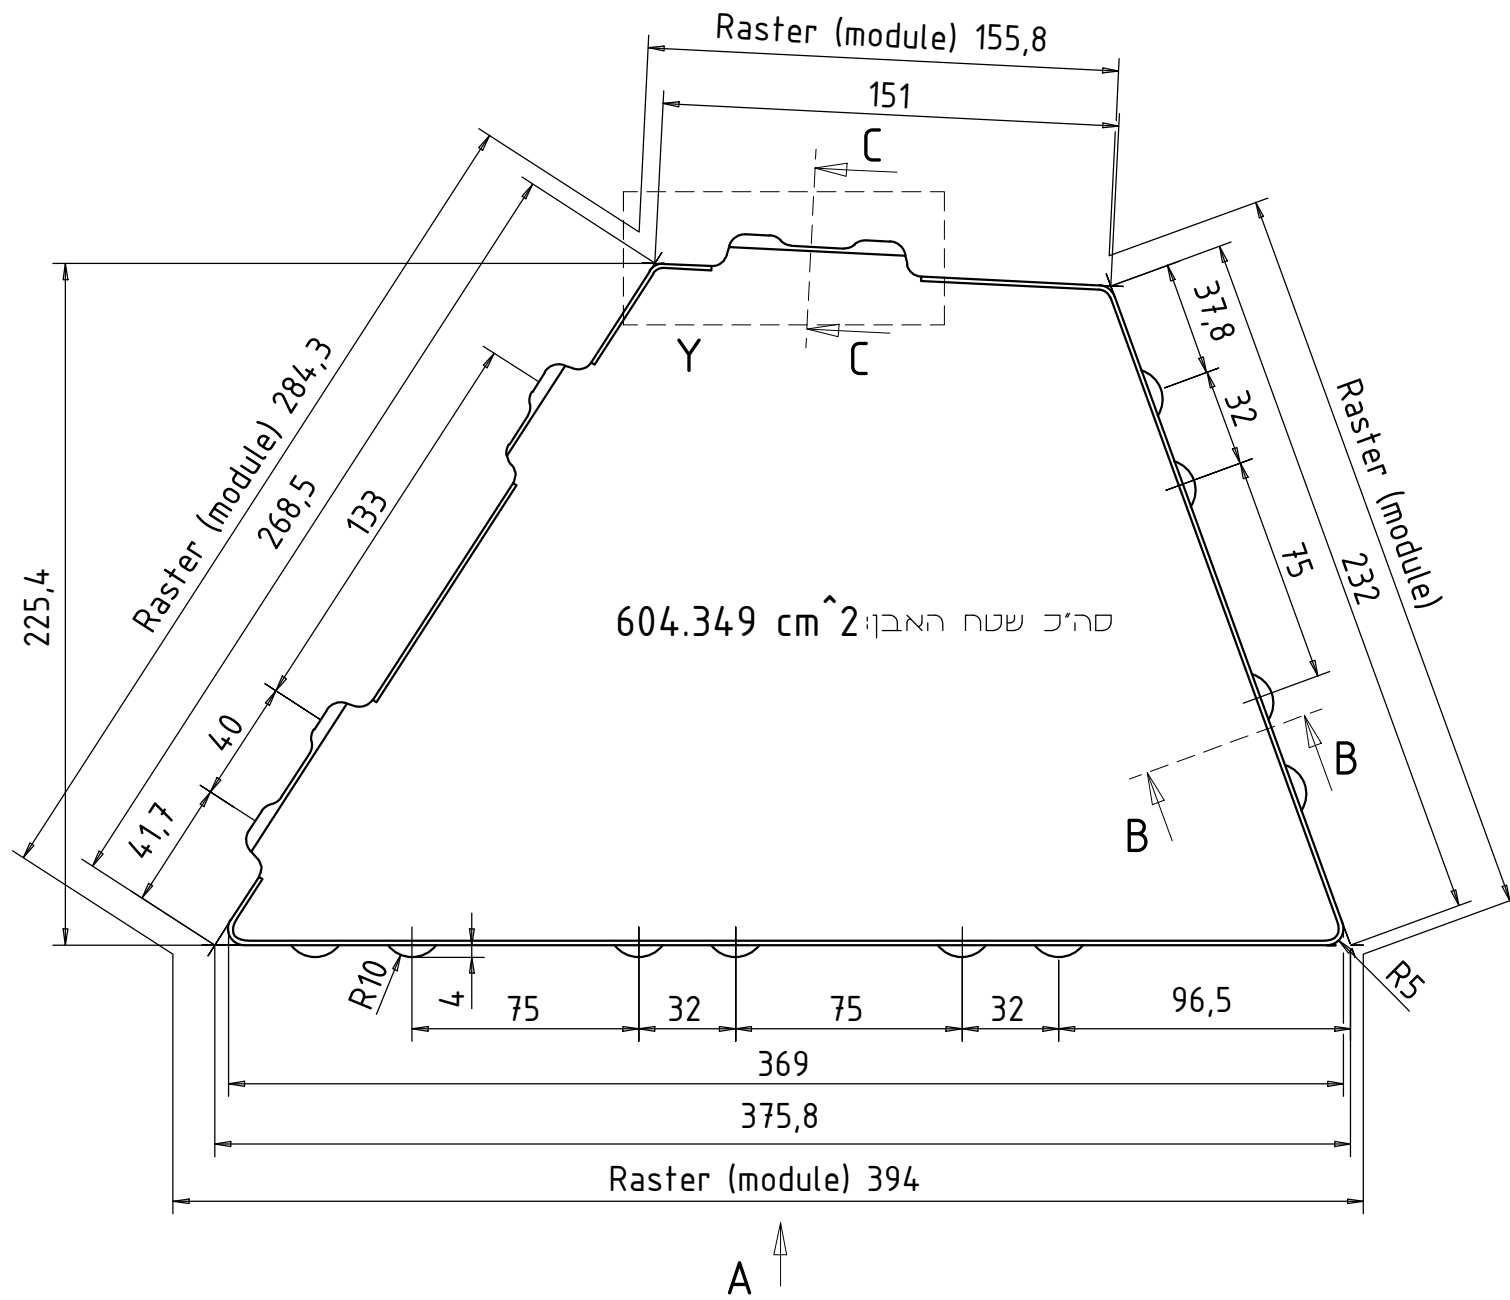 Raster (module) 155,8
151
C
C
Y
Raster (module) 284,3
268,5
133
40
41,7
225,4
37,8
32
75
232
Raster (module)
604.349 cm^2 סה"כ שטח האבן:
B
B
R10
4
75
32
75
32
96,5
R5
369
375,8
Raster (module) 394
A